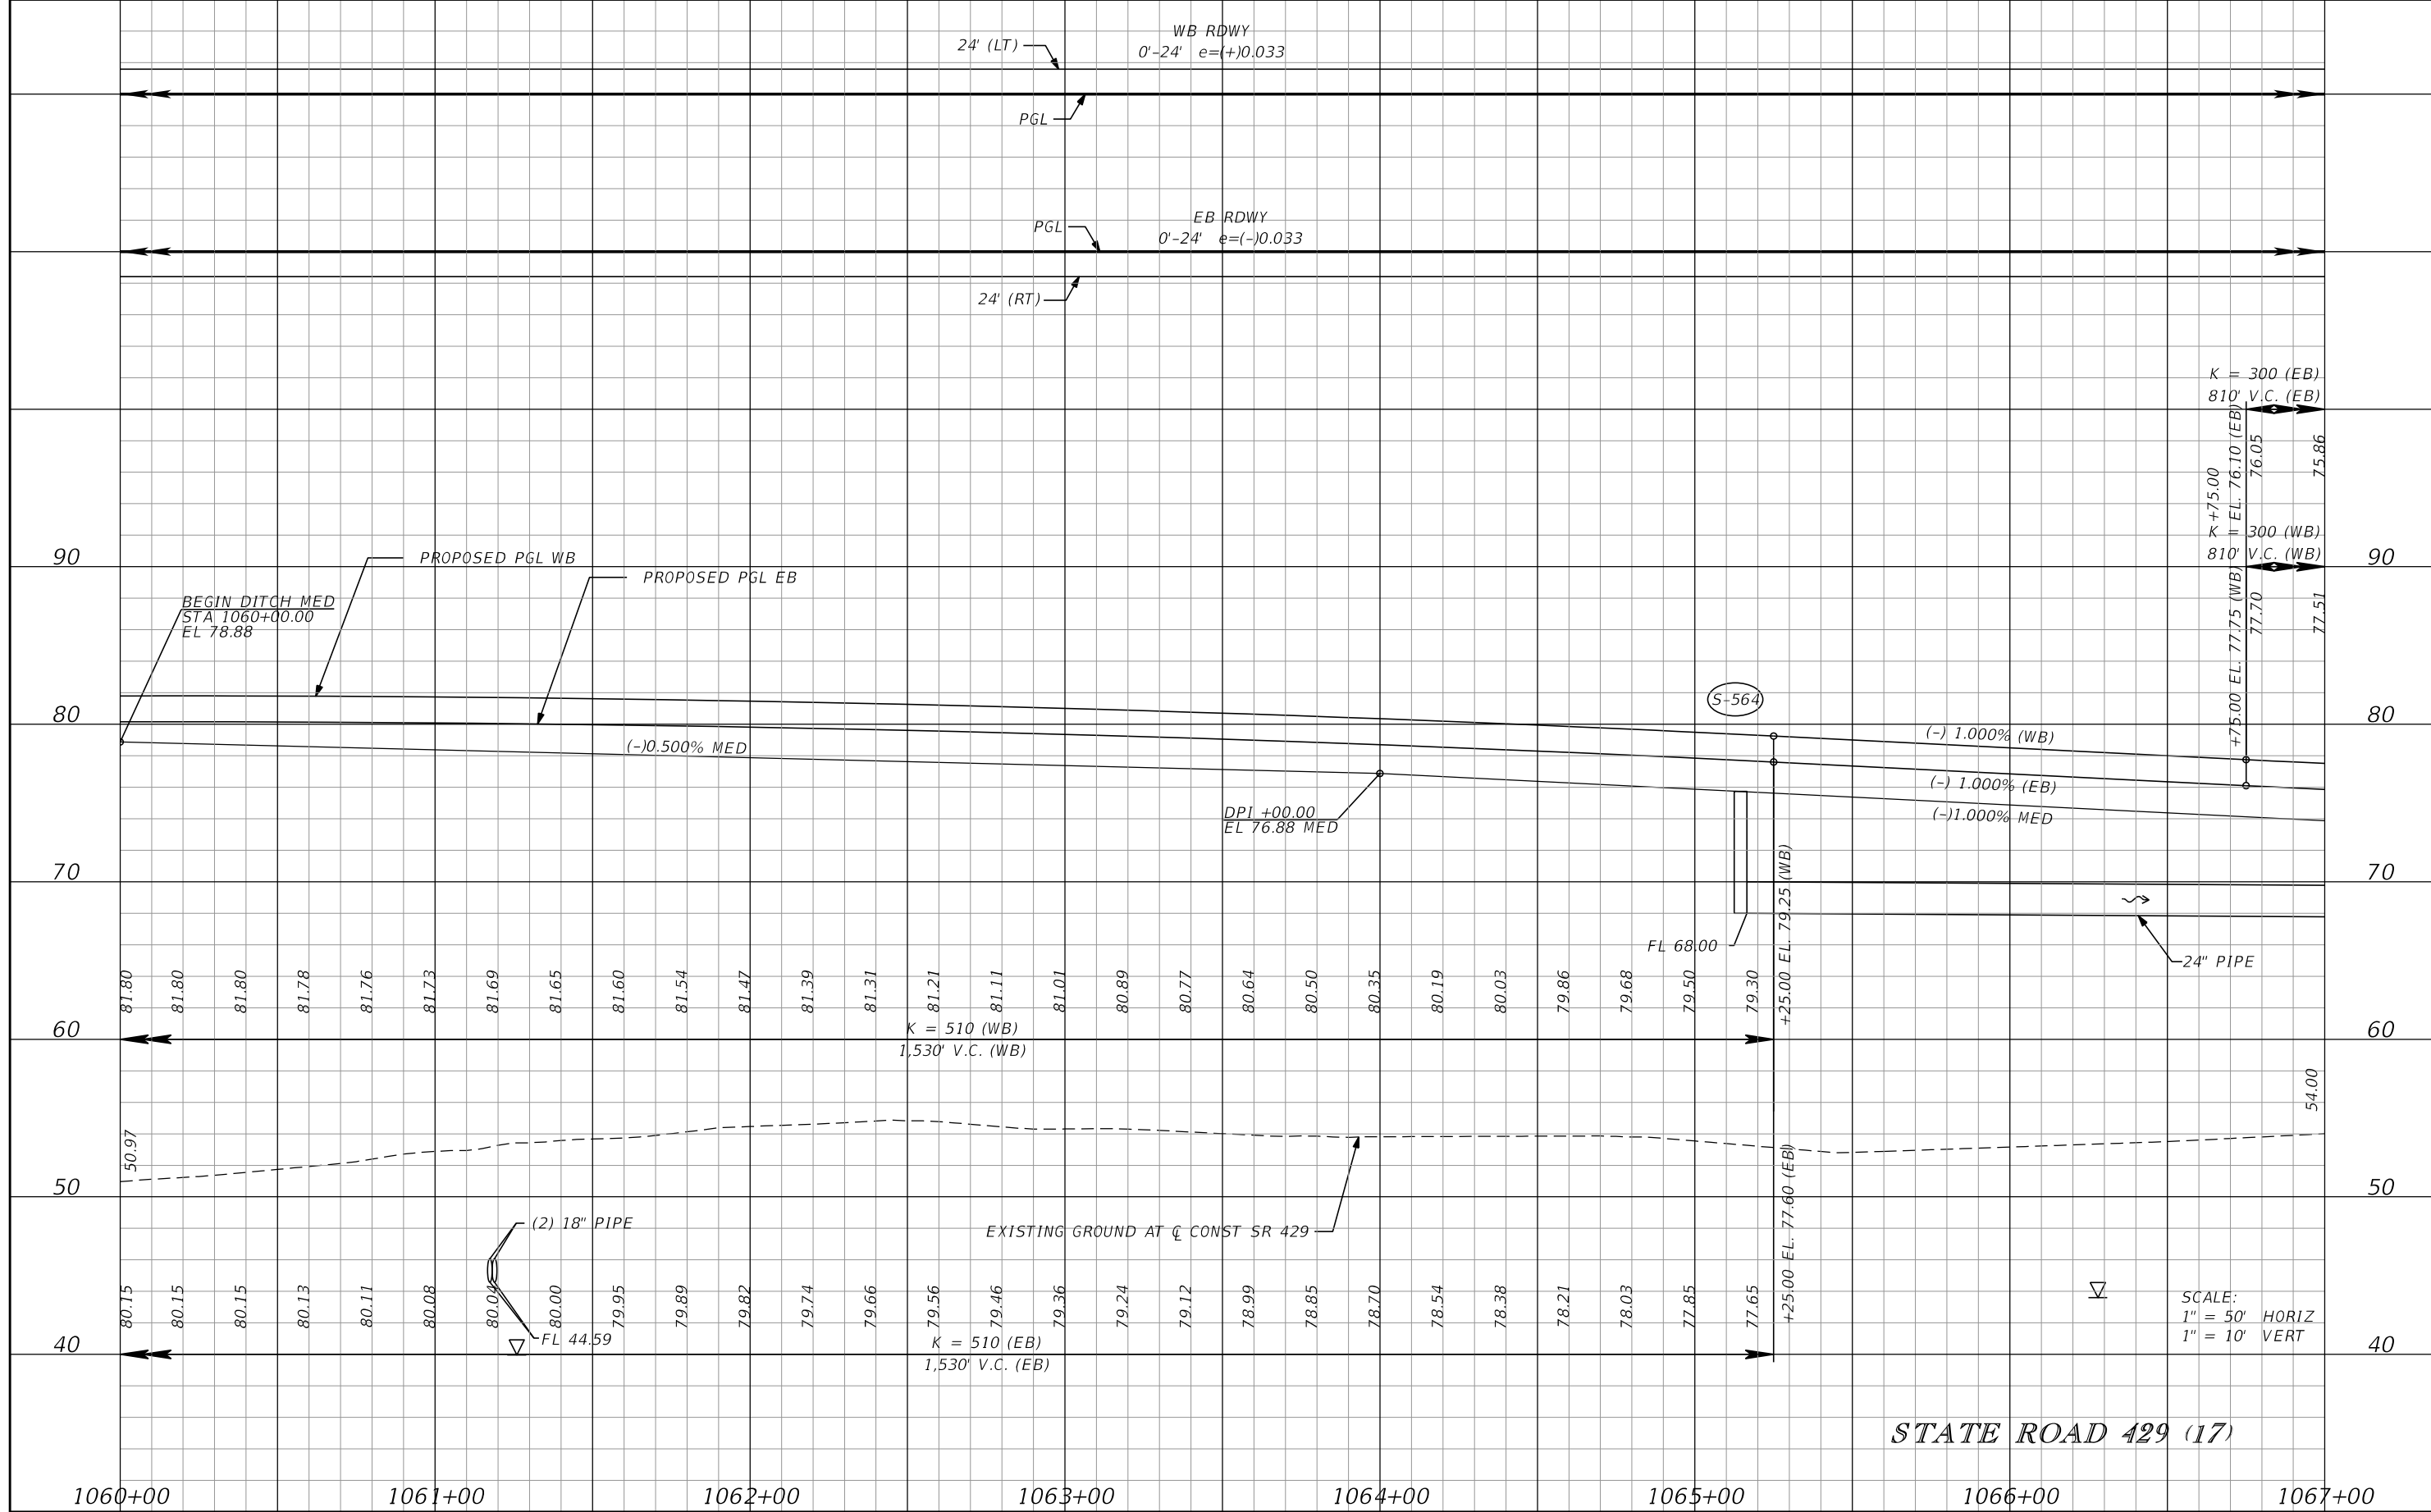 WB RDWY
24' (LT)
0'-24' e=(+)0.033
PGL
EB RDWY
PGL
0'-24' e=(-)0.033
24' (RT)
K = 300 (EB)
810' V.C. (EB)
+75.00
EL. 76.10 (EB)
76.05
75.86
K = 300 (WB)
810' V.C. (WB)
+75.00 EL. 77.75 (WB)
77.70
77.51
90
PROPOSED PGL WB
90
PROPOSED PGL EB
BEGIN DITCH MED
STA 1060+00.00
EL 78.88
S-564
80
80
(-)0.500% MED
(-) 1.000% (WB)
(-) 1.000% (EB)
(-)1.000% MED
DPI +00.00
EL 76.88 MED
70
70
FL 68.00
24" PIPE
+25.00 EL. 79.25 (WB)
81.80 81.80 81.80 81.78 81.76 81.73 81.69 81.65 81.60 81.54 81.47 81.39 81.31 81.21 81.11 81.01 80.89 80.77 80.64 80.50 80.35 80.19 80.03 79.86 79.68 79.50 79.30
60
K = 510 (WB)
60
1,530' V.C. (WB)
54.00
50.97
50
50
(2) 18" PIPE
EXISTING GROUND AT ℄ CONST SR 429
+25.00 EL. 77.60 (EB)
80.15 80.15 80.15 80.13 80.11 80.08 80.04 80.00 79.95 79.89 79.82 79.74 79.66 79.56 79.46 79.36 79.24 79.12 78.99 78.85 78.70 78.54 78.38 78.21 78.03 77.85 77.65
FL 44.59
SCALE:
1" = 50' HORIZ
1" = 10' VERT
40
K = 510 (EB)
40
1,530' V.C. (EB)
STATE ROAD 429 (17)
1060+00 1061+00 1062+00 1063+00 1064+00 1065+00 1066+00 1067+00